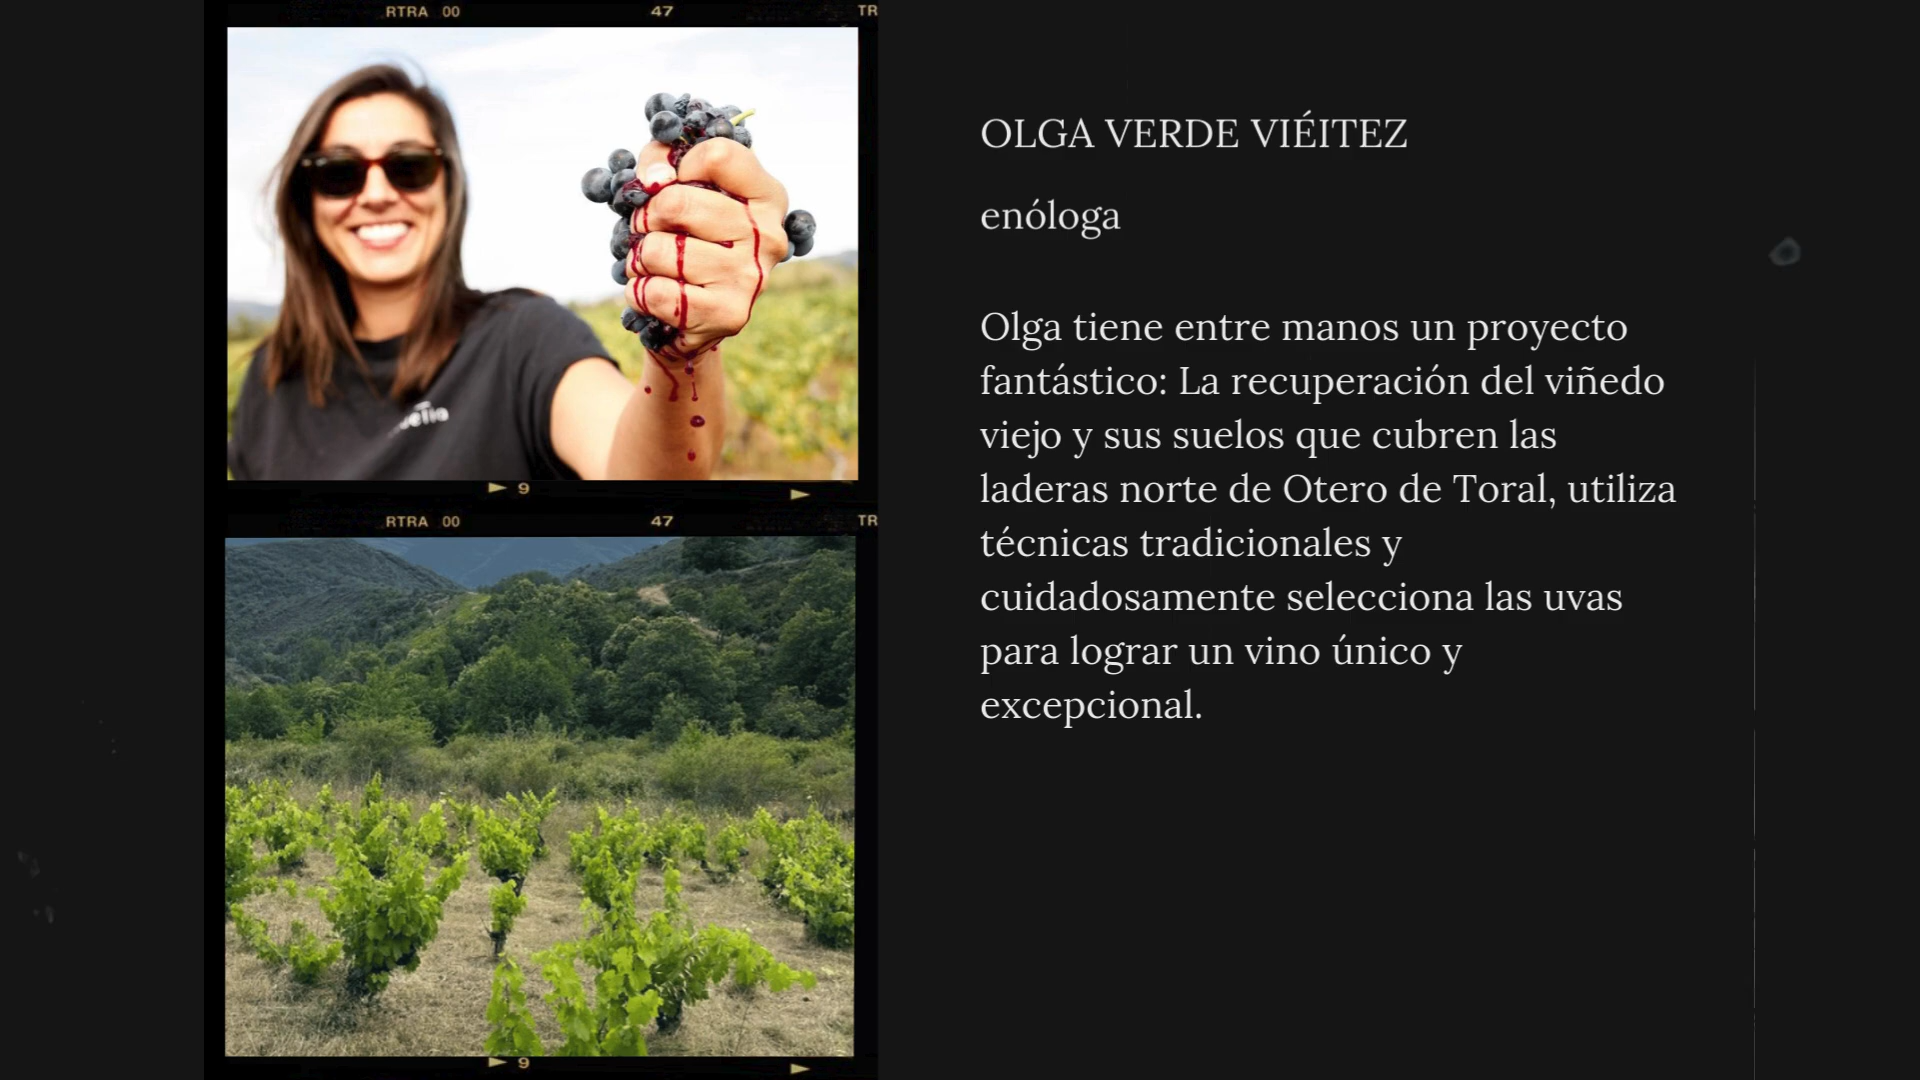 RTRA 00 47 TR
9
RTRA 00 47 TR
9
OLGA VERDE VIÉITEZ
enóloga
Olga tiene entre manos un proyecto
fantástico: La recuperación del viñedo
viejo y sus suelos que cubren las
laderas norte de Otero de Toral, utiliza
técnicas tradicionales y
cuidadosamente selecciona las uvas
para lograr un vino único y
excepcional.